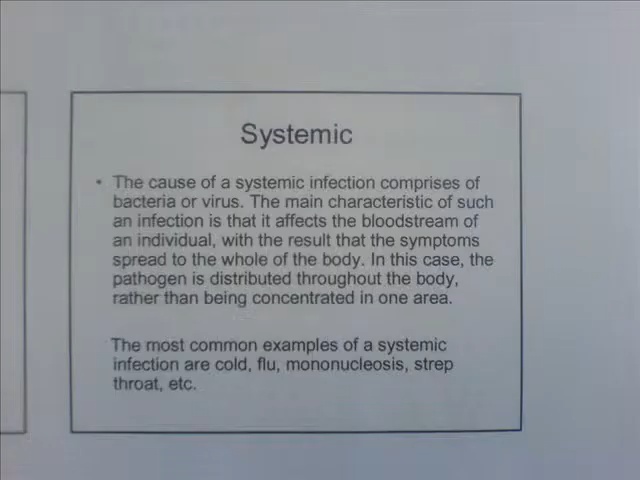 Systemic
• The cause of a systemic infection comprises of
bacteria or virus. The main characteristic of such
an infection is that it affects the bloodstream of
an individual, with the result that the symptoms
spread to the whole of the body. In this case, the
pathogen is distributed throughout the body,
rather than being concentrated in one area.
The most common examples of a systemic
infection are cold, flu, mononucleosis, strep
throat, etc.